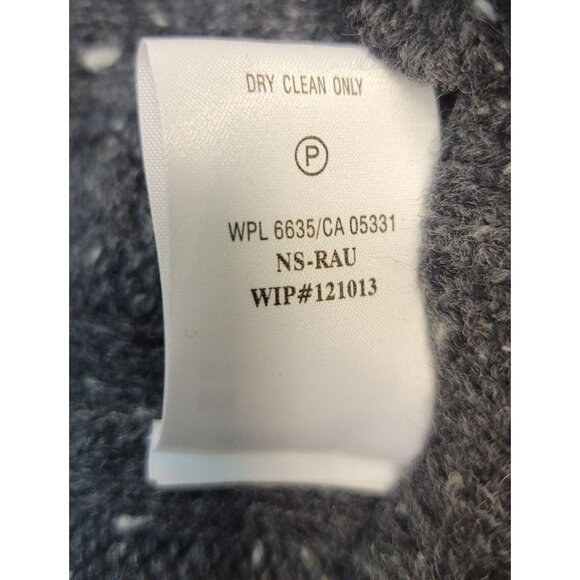 DRY CLEAN ONLY
P
WPL 6635/CA 05331
NS-RAU
WIP#121013